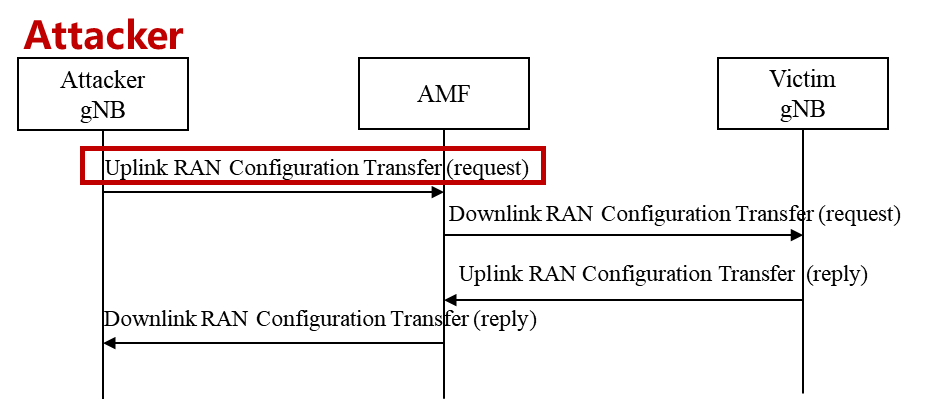 Attacker
Attacker
gNB
AMF
Victim
gNB
Uplink RAN Configuration Transfer (request)
Downlink RAN Configuration Transfer (request)
Uplink RAN Configuration Transfer (reply)
Downlink RAN Configuration Transfer (reply)